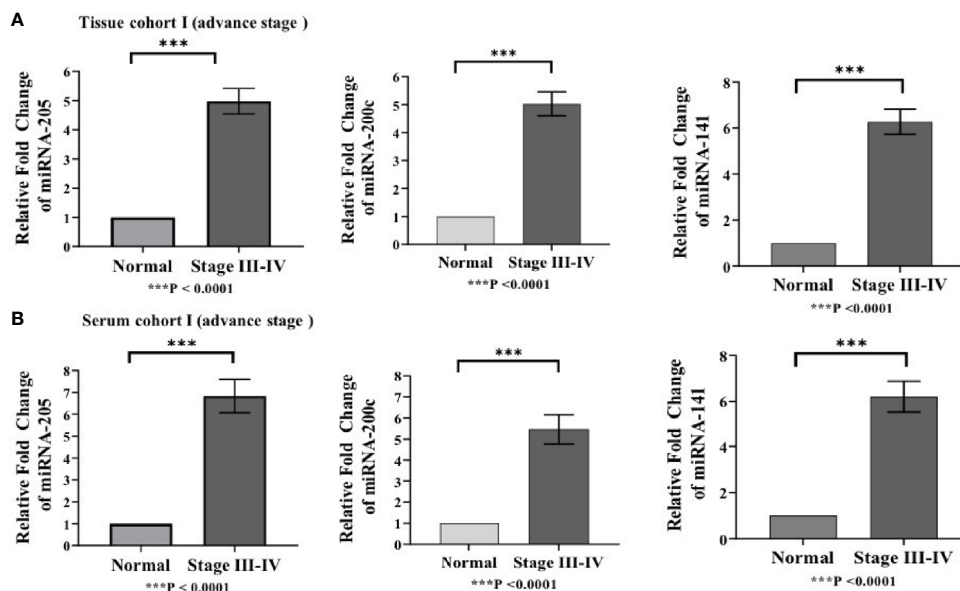 A
Tissue cohort I (advance stage )
***
Relative Fold Change
of miRNA-205
6
5
4
3
2
1
0
Normal
Stage III-IV
***P < 0.0001
***
Relative Fold Change
of miRNA-200c
6
5
4
3
2
1
0
Normal
Stage III-IV
***P <0.0001
***
Relative Fold Change
of miRNA-141
8
6
4
2
0
Normal
Stage III-IV
***P <0.0001
B
Serum cohort I (advance stage )
***
Relative Fold Change
of miRNA-205
8
7
6
5
4
3
2
1
0
Normal
Stage III-IV
***P < 0.0001
***
Relative Fold Change
of miRNA-200c
8
7
6
5
4
3
2
1
0
Normal
Stage III-IV
***P <0.0001
***
Relative Fold Change
of miRNA-141
8
6
4
2
0
Normal
Stage III-IV
***P <0.0001